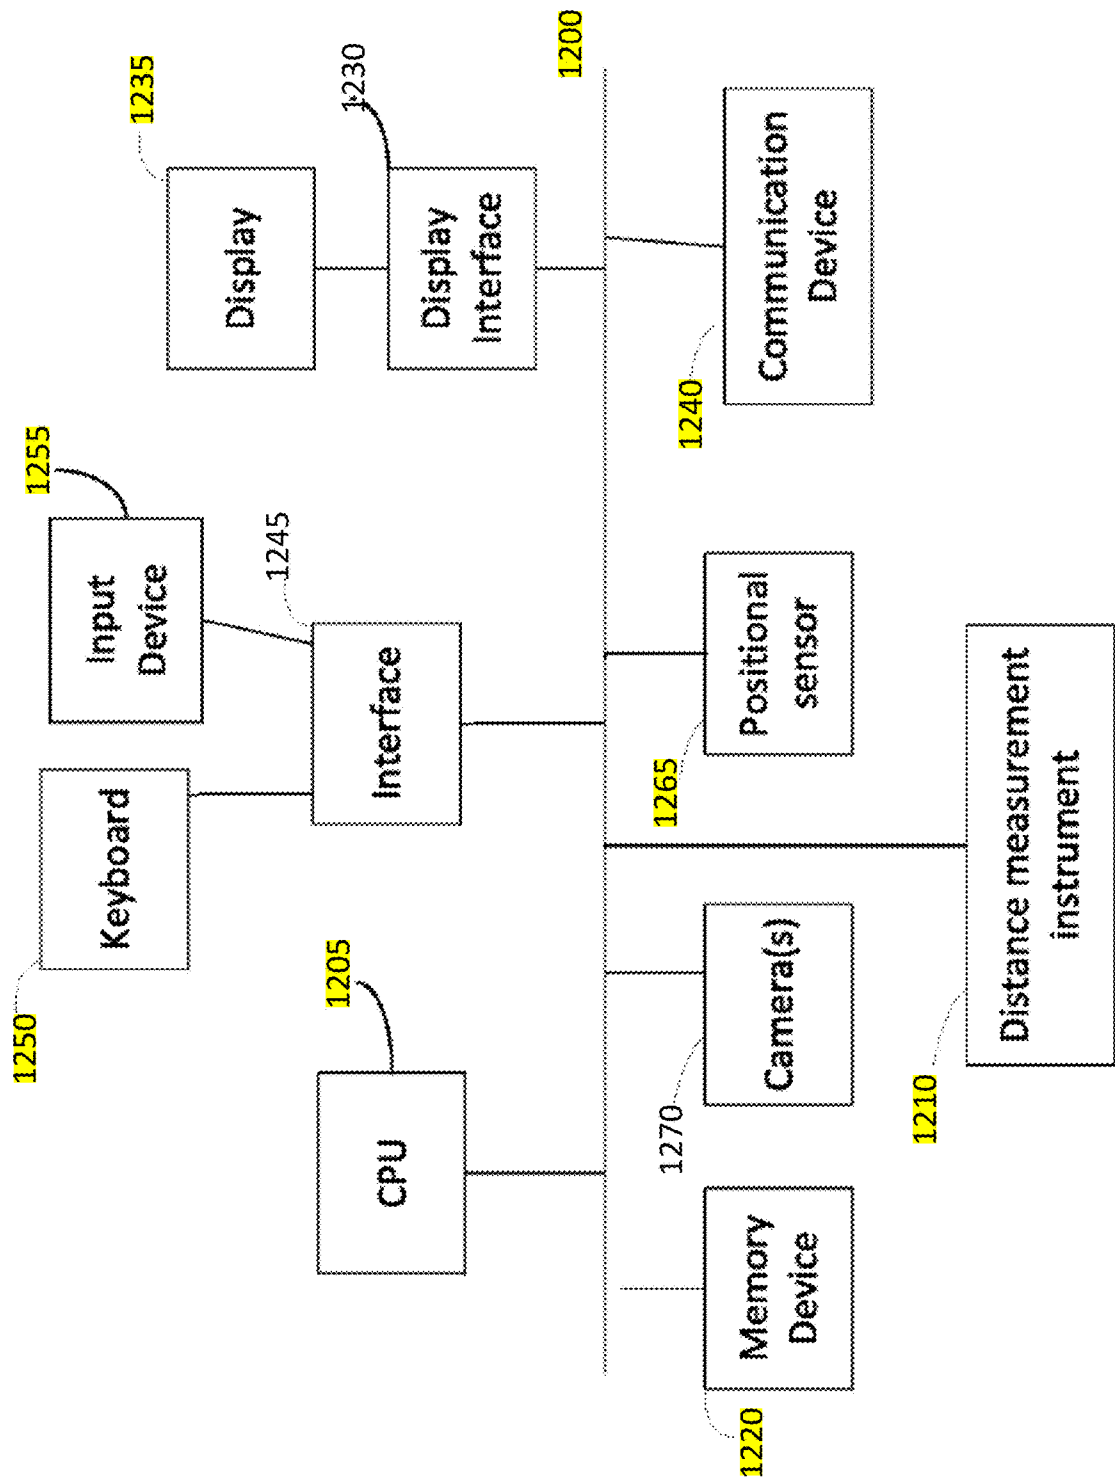 1250
Keyboard
Input
Device
1255
Display
1235
1205
CPU
Interface
1245
Display
Interface
1230
1200
1220
Memory
Device
1270
Camera(s)
1265
Positional
sensor
1240
Communication
Device
1210
Distance measurement
instrument